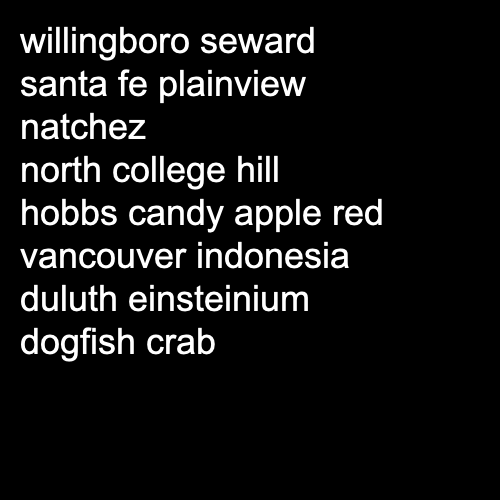 willingboro seward
santa fe plainview
natchez
north college hill
hobbs candy apple red
vancouver indonesia
duluth einsteinium
dogfish crab